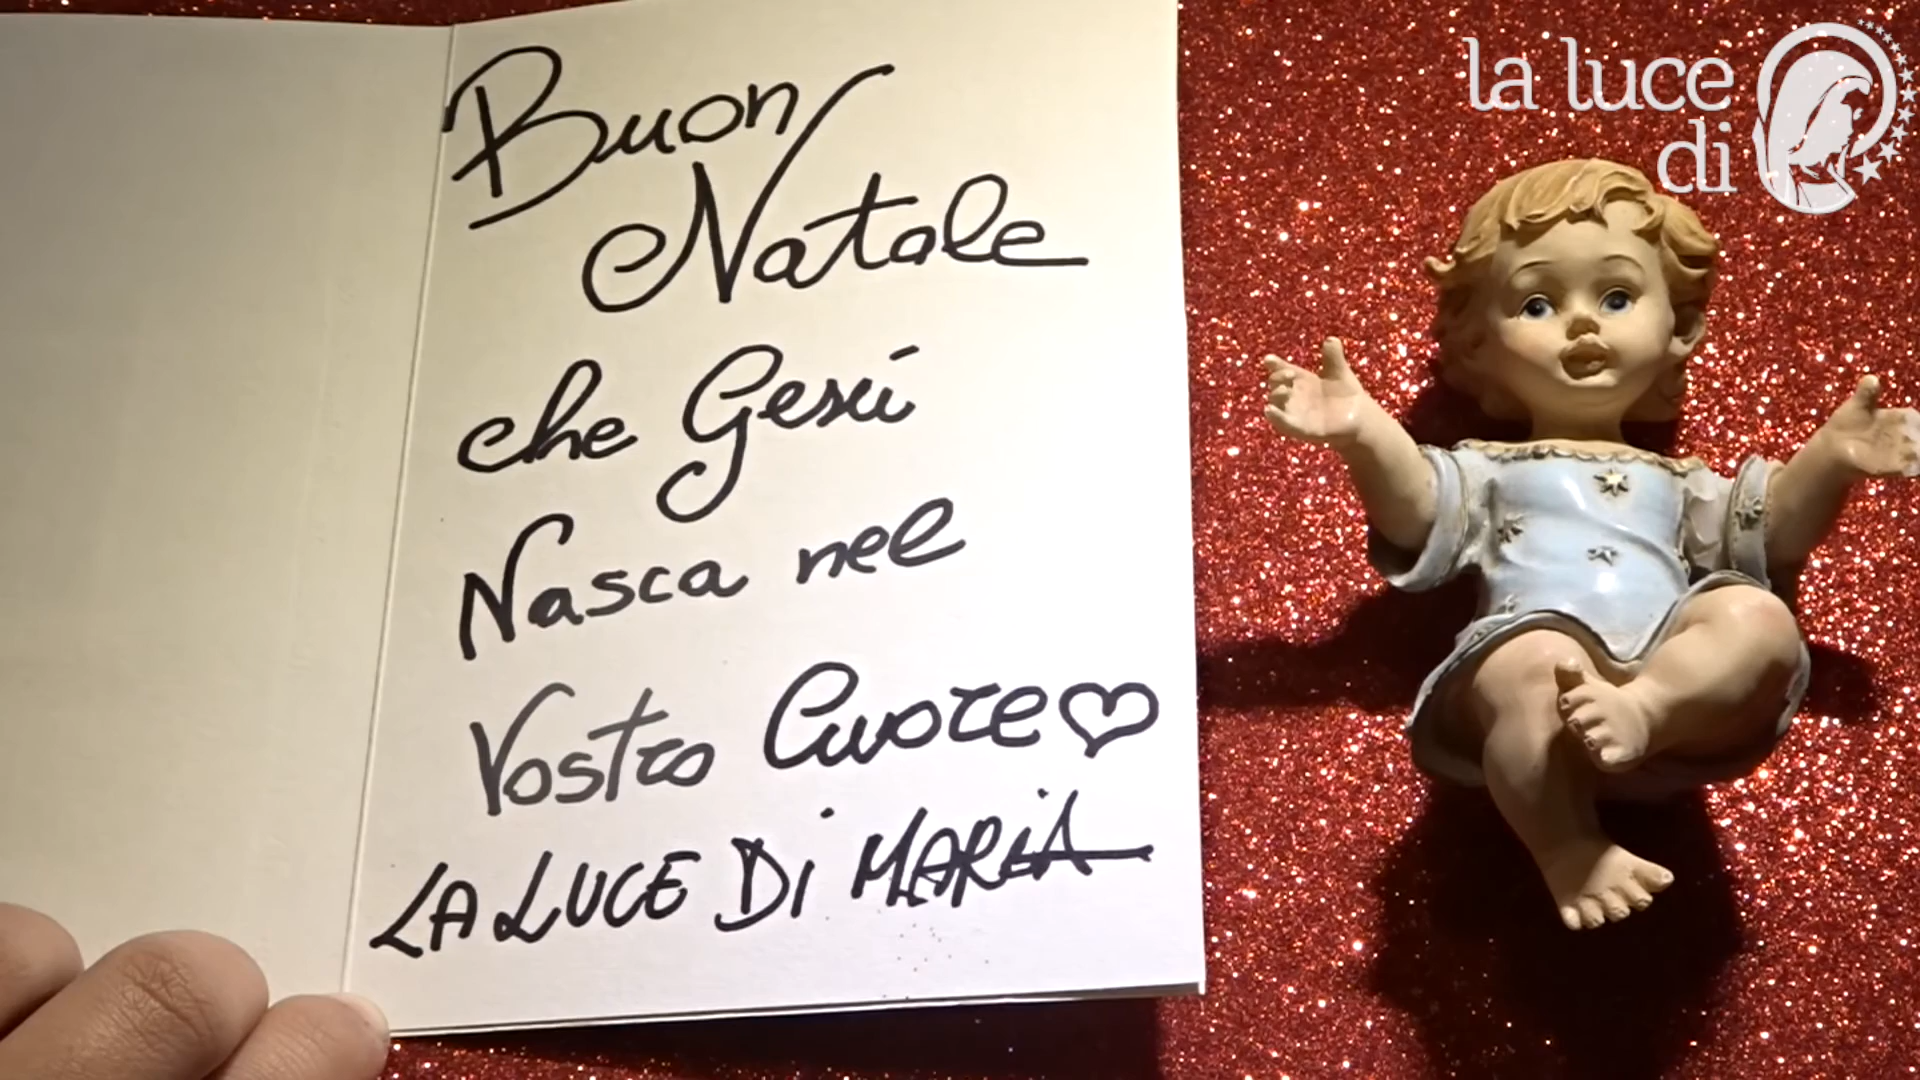 Buon
Natale
che Gesù
Nasca nel
Vostro Cuore
LA LUCE Di MARiA
la luce
di